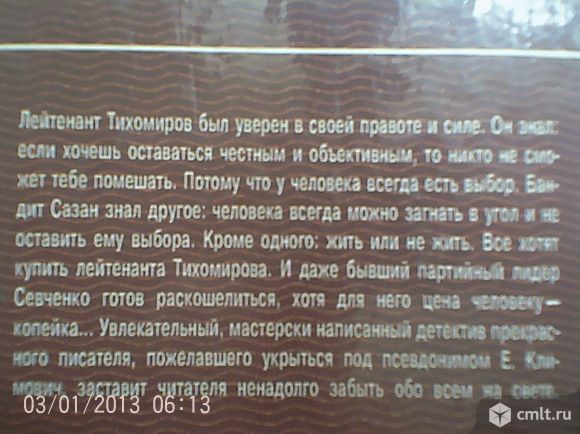 Лейтенант Тихомиров был уверен в своей правоте и силе. Он знал:
если хочешь оставаться честным и объективным, то никто не смо-
жет тебе помешать. Потому что у человека всегда есть выбор. Бан-
дит Сазан знал другое: человека всегда можно загнать в угол и не
оставить ему выбора. Кроме одного: жить или не жить. Все хотят
купить лейтенанта Тихомирова. И даже бывший партийный лидер
Севченко готов раскошелиться, хотя для него цена человеку—
копейка... Увлекательный, мастерски написанный детектив прекрас-
ного писателя, пожелавшего укрыться под псевдонимом Е. Кли-
мович, заставит читателя ненадолго забыть обо всем на свете.
03/01/2013 06:13
cmlt.ru